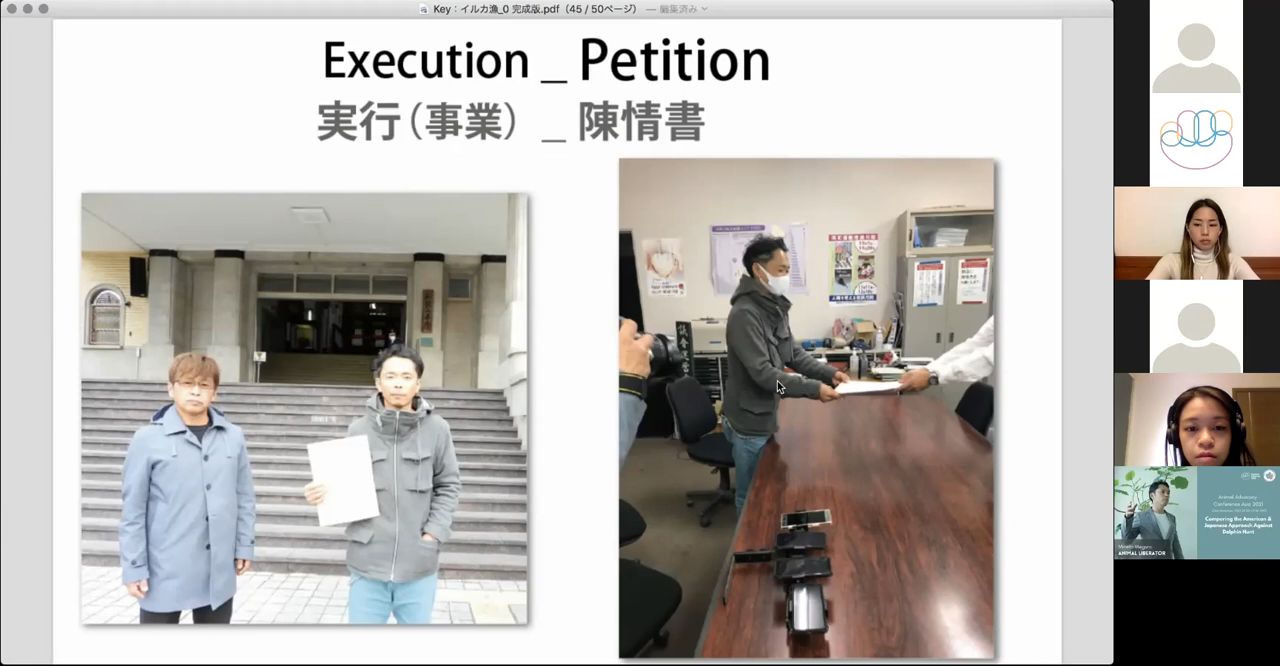 Key：イルカ漁_0 完成版.pdf（45 / 50ページ） — 編集済み
Execution _ Petition
実行（事業）_ 陳情書
Animal Advocacy
Conference Asia 2021
Comparing the American &
Japanese Approach Against
Dolphin Hunt
ANIMAL LIBERATOR